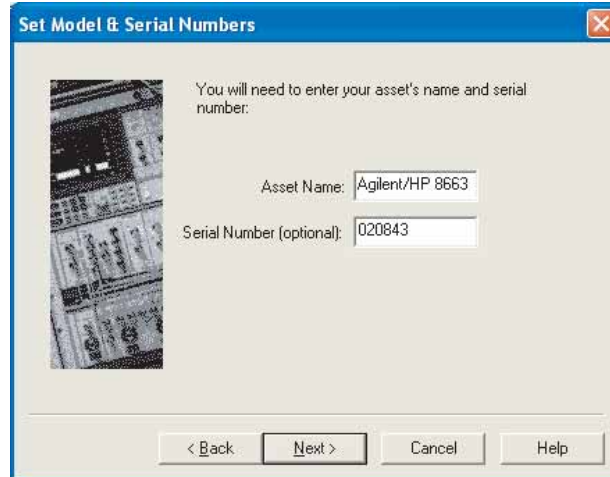 Set Model & Serial Numbers
You will need to enter your asset's name and serial
number:
Asset Name: Agilent/HP 8663
Serial Number (optional): 020843
< Back Next > Cancel Help